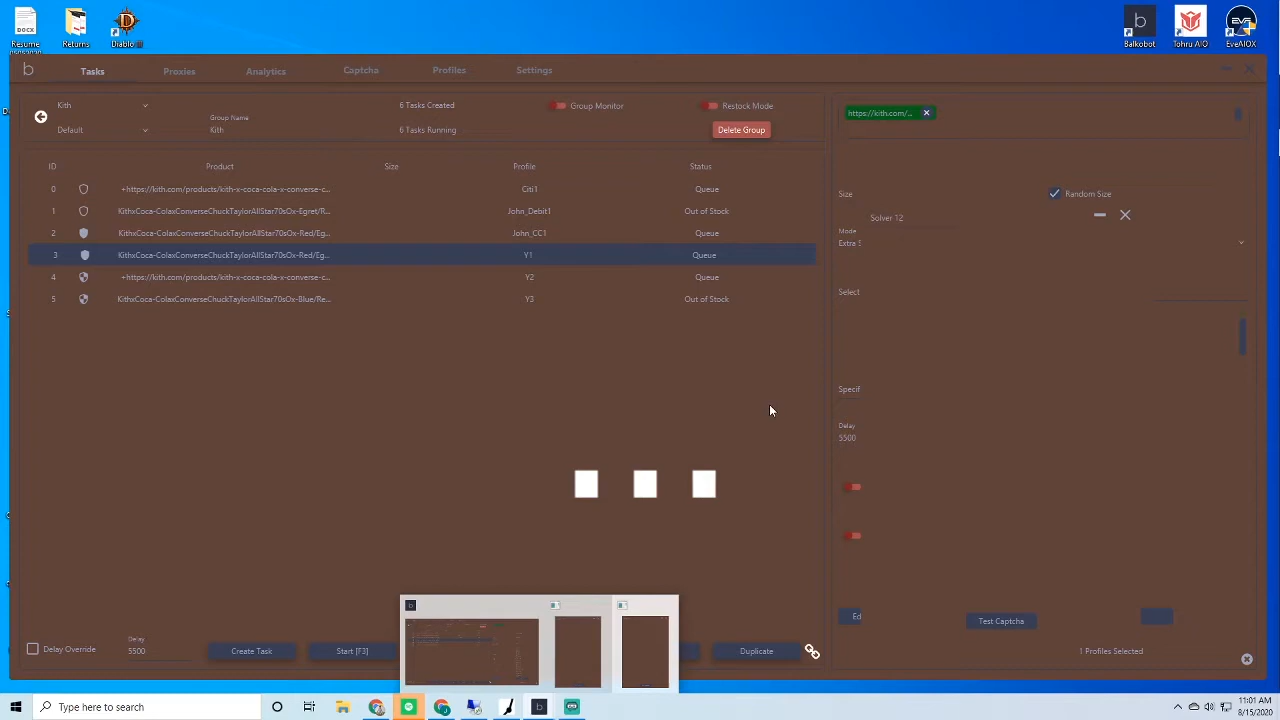 Resume
Returns
Diablo III
Balkobot
Tohru AIO
EveAIOX
b
Tasks
Proxies
Analytics
Captcha
Profiles
Settings
Kith
6 Tasks Created
Group Monitor
Restock Mode
https://kith.com/...
Group Name
Default
Kith
6 Tasks Running
Delete Group
ID
Product
Size
Profile
Status
0
+https://kith.com/products/kith-x-coca-cola-x-converse-c...
Citi1
Queue
1
KithxCoca-ColaxConverseChuckTaylorAllStar70sOx-Egret/R...
John_Debit1
Out of Stock
2
KithxCoca-ColaxConverseChuckTaylorAllStar70sOx-Red/Eg...
John_CC1
Queue
3
KithxCoca-ColaxConverseChuckTaylorAllStar70sOx-Red/Eg...
Y1
Queue
4
+https://kith.com/products/kith-x-coca-cola-x-converse-c...
Y2
Queue
5
KithxCoca-ColaxConverseChuckTaylorAllStar70sOx-Blue/Re...
Y3
Out of Stock
Size
Random Size
Solver 12
Mode
Extra S
Select
Specif
Delay
5500
Ed
Test Captcha
1 Profiles Selected
Delay Override
Delay
5500
Create Task
Start [F3]
Duplicate
Type here to search
11:01 AM
8/15/2020